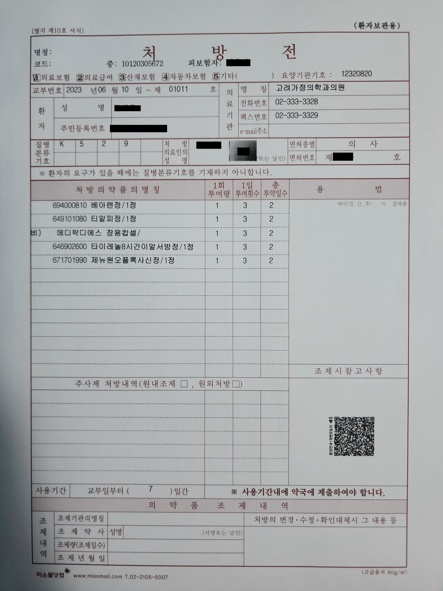 [별지 제10호 서식]
(환자보관용)
처 방 전
명칭:
코드: 증: 10120305672 피보험자:
1의료보험 2의료급여 3산재보험 4자동차보험 5기타( ) 요양기관기호 : 12320820
교부번호 2023 년 06 월 10 일 ~ 제 01011 호
의료기관
명 칭 고려가정의학과의원
전화번호 02-333-3328
팩스번호 02-333-3329
e-mail주소
환자
성 명
주민등록번호
질병분류기호 K 5 2 9
처 방 의료인의 성 명
또는 날인)
면허종별 의 사
면허번호 제 호
※ 환자의 요구가 있을 때에는 질병분류기호를 기재하지 아니합니다.
처방의약품의명칭 1회투여량 1일투여횟수 총투약일수 용 법
694000810 베아렌정/1정 1 3 2
649101080 티알피정/1정 1 3 2
비) 메디락디에스 장용캅셀/ 1 3 2
646902600 타이레놀8시간이알서방정/1정 1 3 2
671701990 제뉴원오플록사신정/1정 1 3 2
조제시참고사항
주사제 처방내역(원내조제 □, 원외처방 □)
사용기간 교부일부터 ( 7 )일간 ※ 사용기간내에 약국에 제출하여야 합니다.
의 약 품 조 제 내 역
조제내역
조제기관의명칭
처방의 변경·수정·확인대체시 그 내용 등
조 제 약 사 성명 (서명또는 날인)
조제량(조제일수)
조 제 년 월 일
미소몰닷컴 www.misomall.com T.02-2105-5007